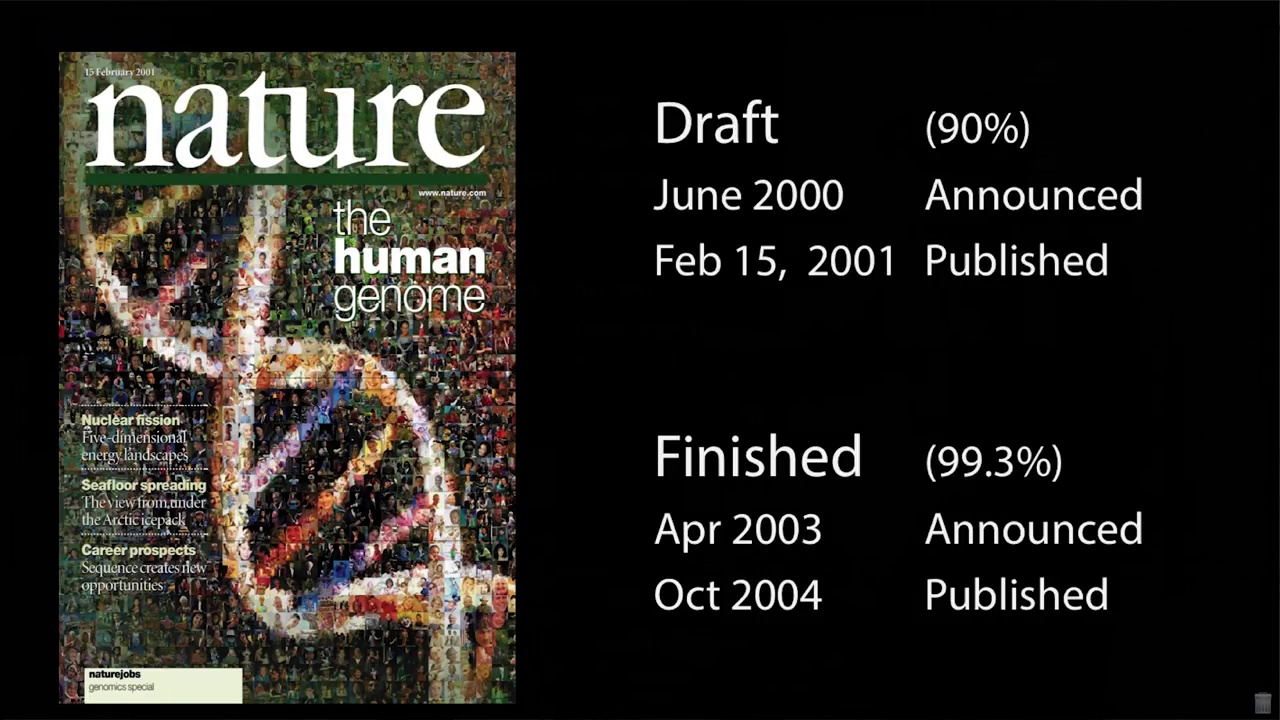 15 February 2001
nature
www.nature.com
the
human
genome
Nuclear fission
Five-dimensional
energy landscapes
Seafloor spreading
The view from under
the Arctic icepack
Career prospects
Sequence creates new
opportunities
naturejobs
genomics special
Draft (90%)
June 2000 Announced
Feb 15, 2001 Published
Finished (99.3%)
Apr 2003 Announced
Oct 2004 Published